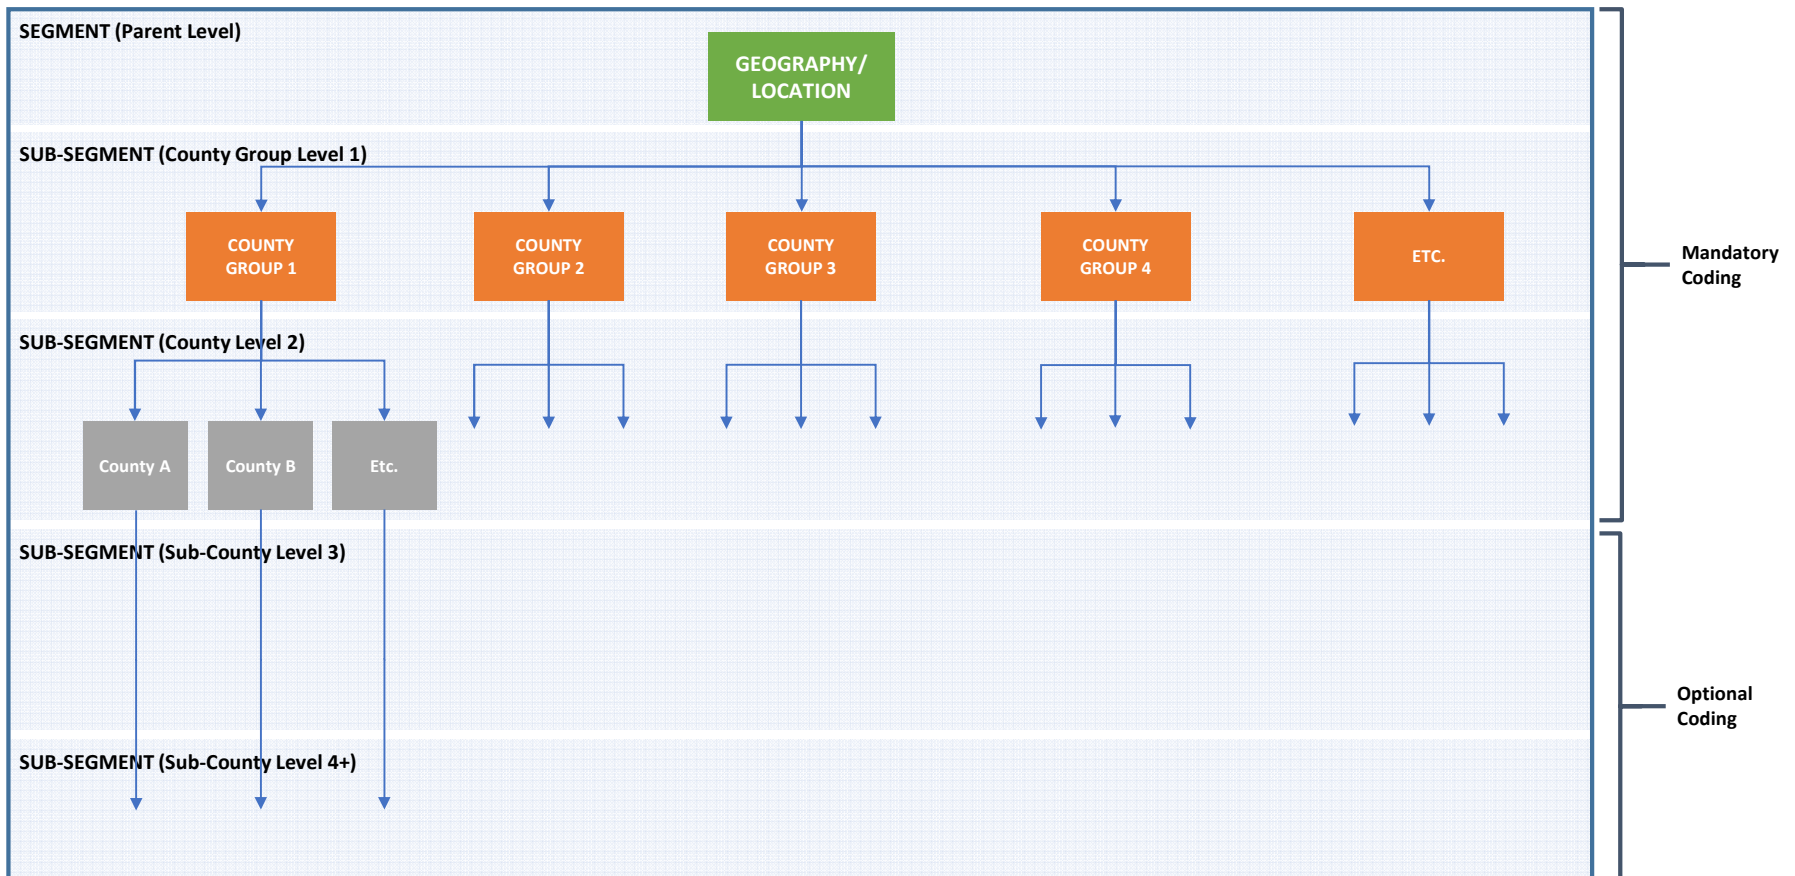 SEGMENT (Parent Level)
GEOGRAPHY/
LOCATION
SUB-SEGMENT (County Group Level 1)
COUNTY
GROUP 1
COUNTY
GROUP 2
COUNTY
GROUP 3
COUNTY
GROUP 4
ETC.
Mandatory
Coding
SUB-SEGMENT (County Level 2)
County A
County B
Etc.
SUB-SEGMENT (Sub-County Level 3)
Optional
Coding
SUB-SEGMENT (Sub-County Level 4+)